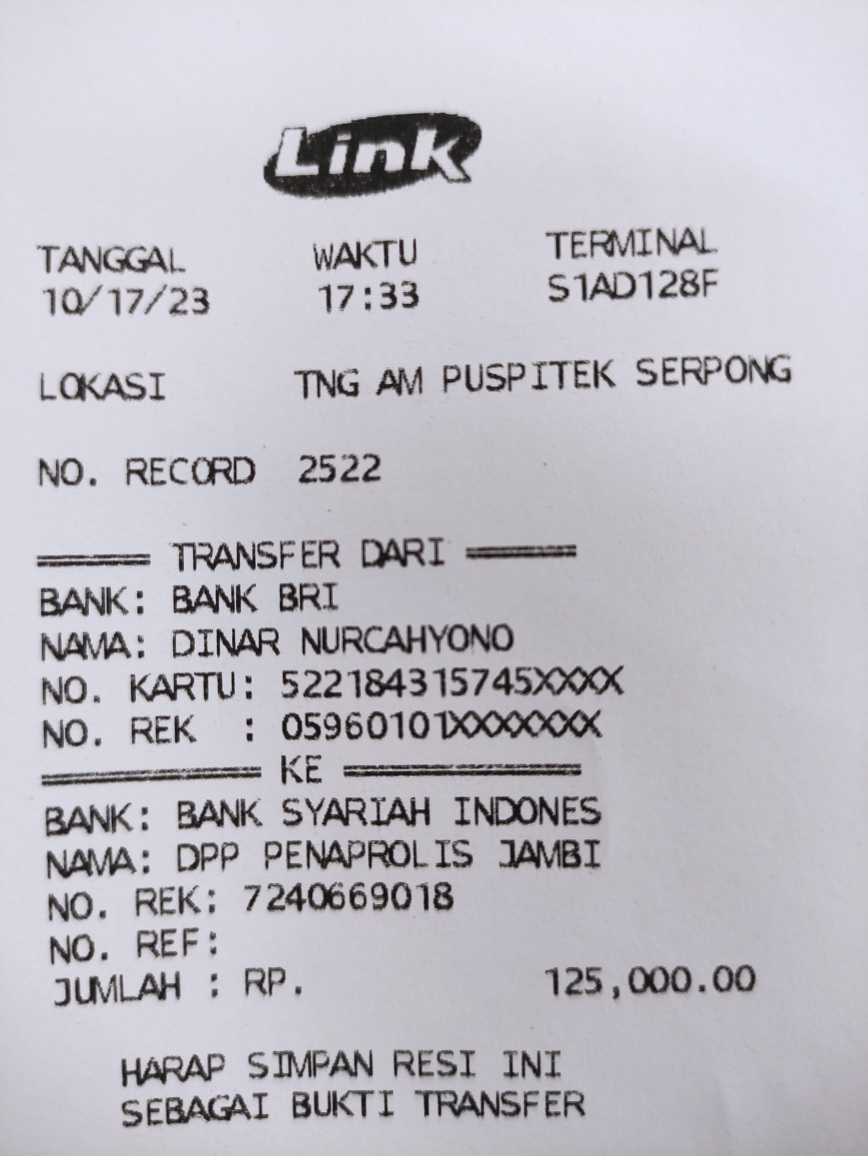 Link
TANGGAL WAKTU TERMINAL
10/17/23 17:33 S1AD128F
LOKASI TNG AM PUSPITEK SERPONG
NO. RECORD 2522
===== TRANSFER DARI =====
BANK: BANK BRI
NAMA: DINAR NURCAHYONO
NO. KARTU: 522184315745XXXX
NO. REK : 05960101XXXXXXX
========== KE ===========
BANK: BANK SYARIAH INDONES
NAMA: DPP PENAPROLIS JAMBI
NO. REK: 7240669018
NO. REF:
JUMLAH : RP. 125,000.00
HARAP SIMPAN RESI INI
SEBAGAI BUKTI TRANSFER